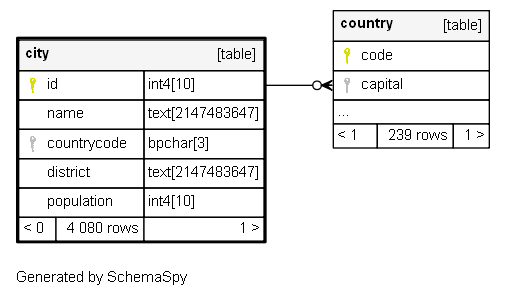 city [table]
id int4[10]
name text[2147483647]
countrycode bpchar[3]
district text[2147483647]
population int4[10]
< 0 4 080 rows 1 >
country [table]
code
capital
...
< 1 239 rows 1 >
Generated by SchemaSpy